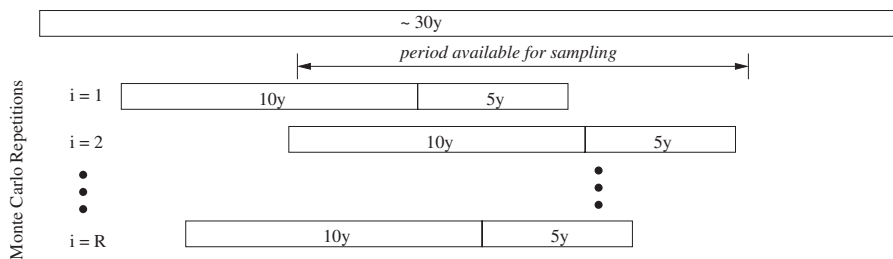 ~ 30y
period available for sampling
Monte Carlo Repetitions
i = 1
10y
5y
i = 2
10y
5y
i = R
10y
5y